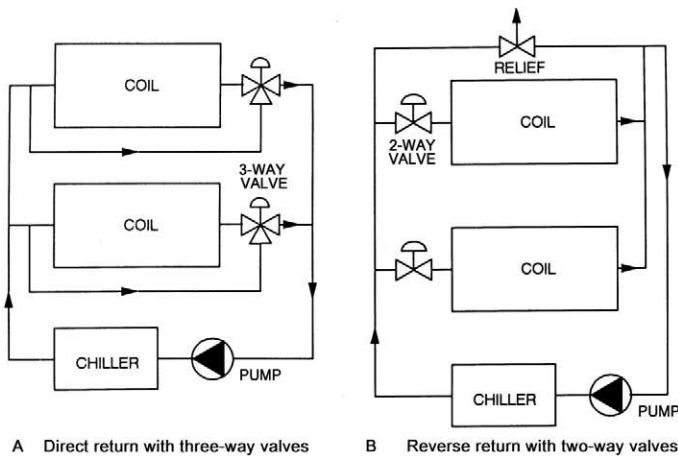 COIL
3-WAY
VALVE
COIL
CHILLER
PUMP
A Direct return with three-way valves
RELIEF
COIL
2-WAY
VALVE
COIL
CHILLER
PUMP
B Reverse return with two-way valves